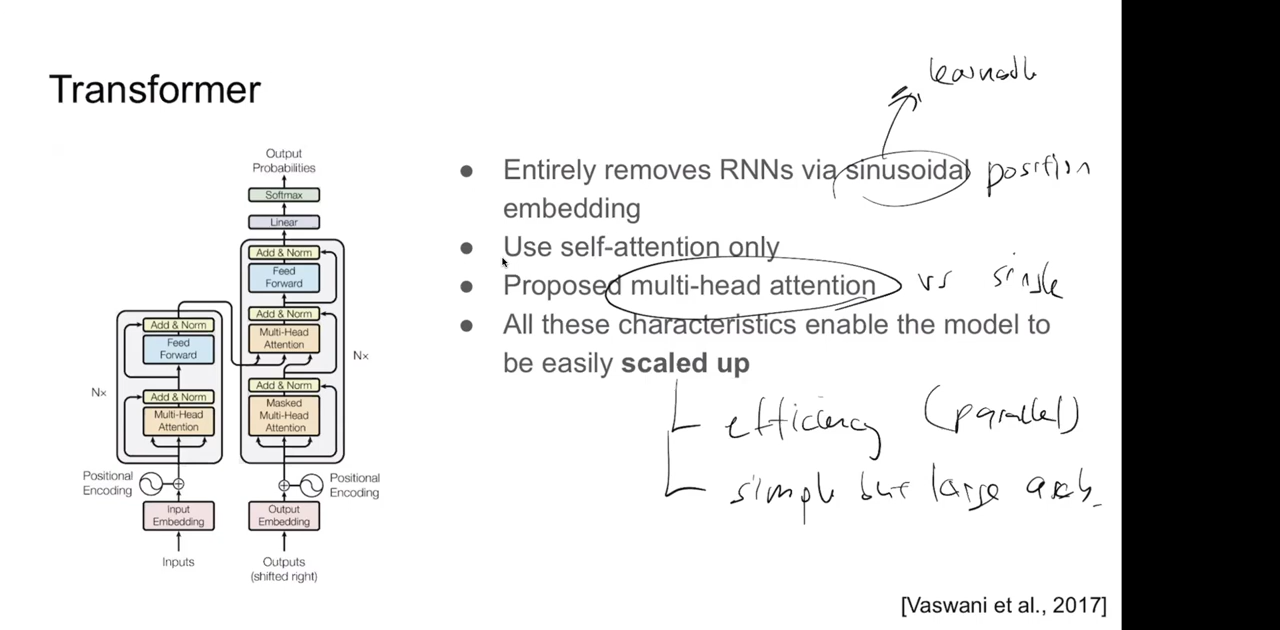 learnable
Transformer
Entirely removes RNNs via sinusoidal position
embedding
Use self-attention only
Proposed multi-head attention vs single
All these characteristics enable the model to
be easily scaled up
efficiency (parallel)
simple but large arch.
Output
Probabilities
Softmax
Linear
Add & Norm
Feed
Forward
Add & Norm
Multi-Head
Attention
Add & Norm
Masked
Multi-Head
Attention
Nx
Add & Norm
Feed
Forward
Add & Norm
Multi-Head
Attention
Nx
Positional
Encoding
Positional
Encoding
Input
Embedding
Output
Embedding
Inputs
Outputs
(shifted right)
[Vaswani et al., 2017]